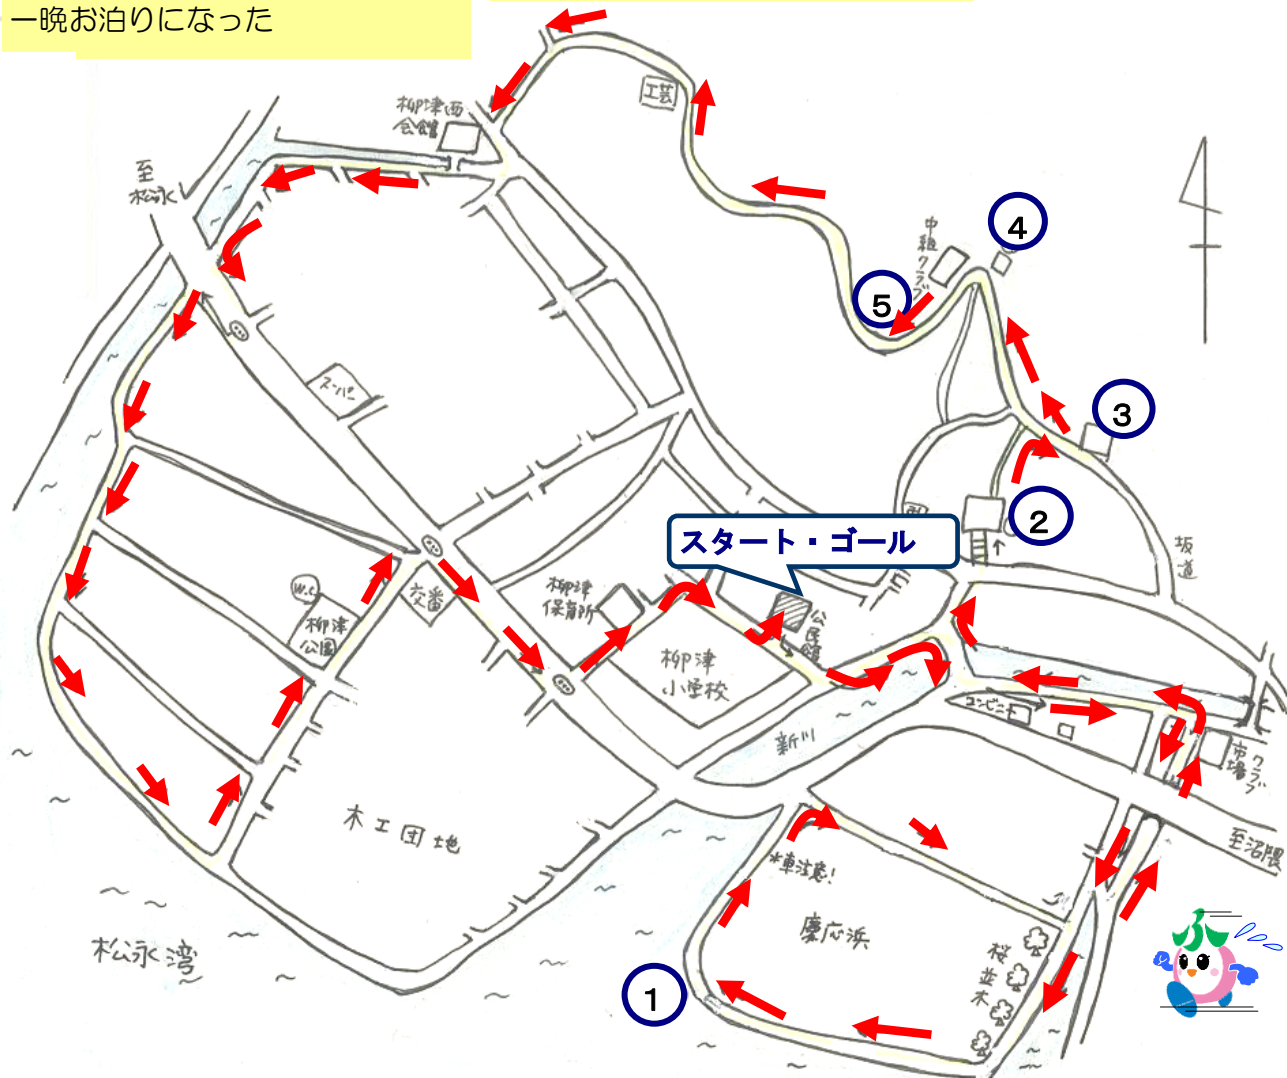 一晩お泊りになった
工芸
柳津西
会館
至
松永
④
中組クラブ
⑤
スーパー
③
②
スタート・ゴール
坂道
W.C
交番
柳津
保育所
公民館
柳津
公園
柳津
小学校
コンビニ
新川
市場クラブ
木工団地
至沼隈
*車注意!
慶応浜
桜並木
松永湾
①
ふ